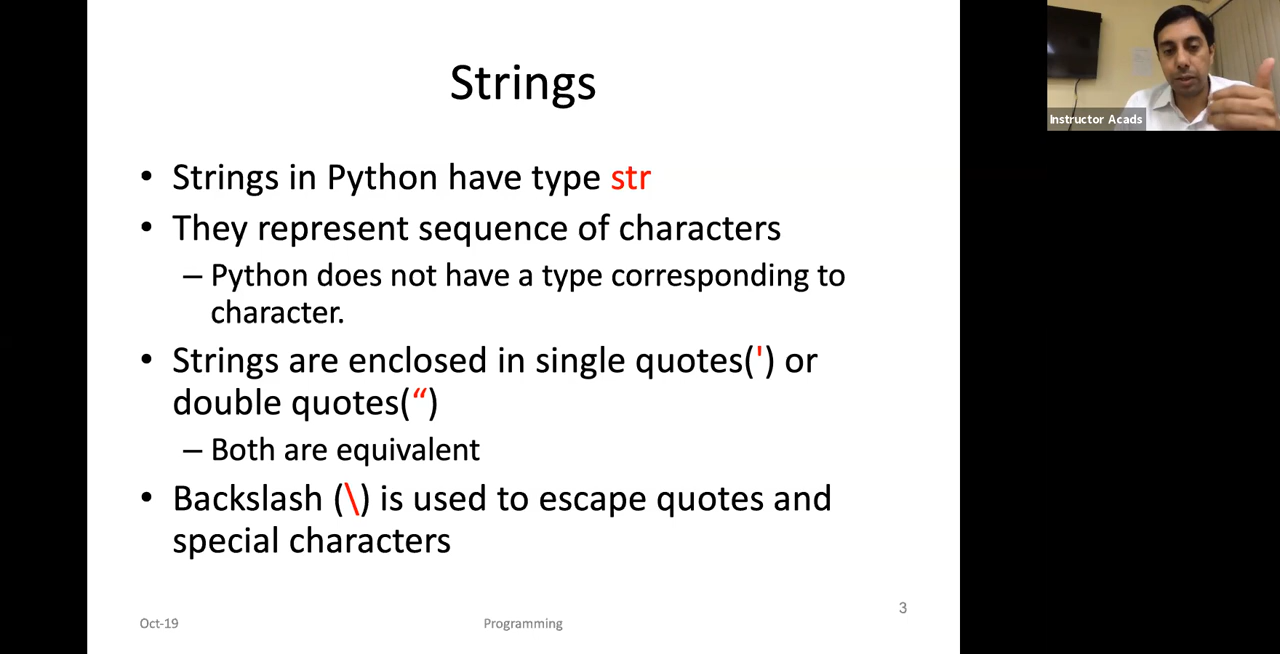 Strings
• Strings in Python have type str
• They represent sequence of characters
– Python does not have a type corresponding to
character.
• Strings are enclosed in single quotes(') or
double quotes(“)
– Both are equivalent
• Backslash (\) is used to escape quotes and
special characters
Oct-19
Programming
3
Instructor Acads